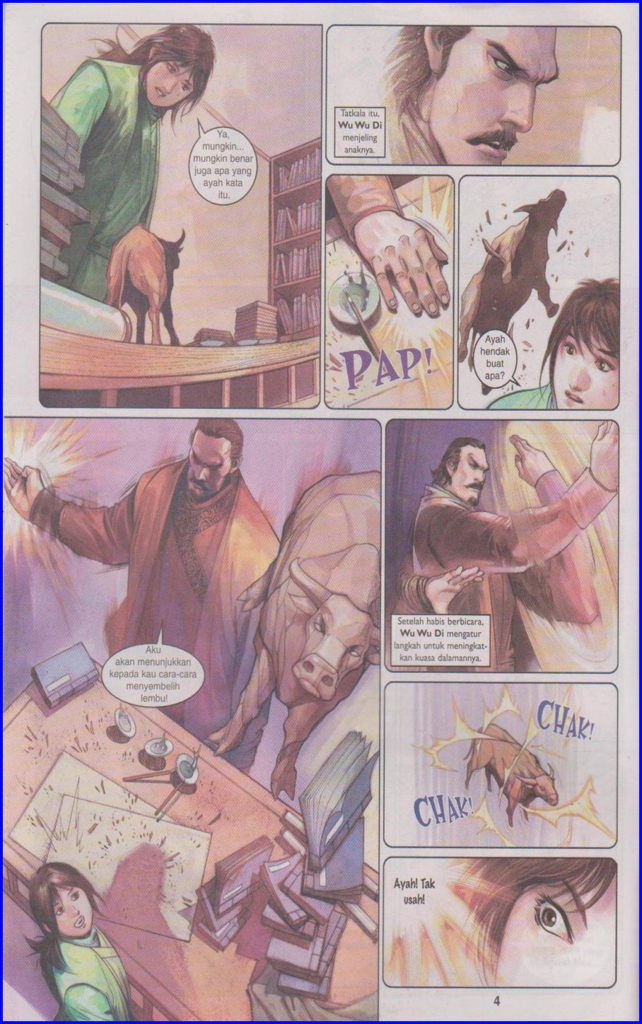 Ya,
mungkin...
mungkin benar
juga apa yang
ayah kata
itu.
Tatkala itu,
Wu Wu Di
menjeling
anaknya.
PAP!
Ayah
hendak
buat
apa?
Aku
akan menunjukkan
kepada kau cara-cara
menyembelih
lembu!
Setelah habis berbicara,
Wu Wu Di mengatur
langkah untuk meningkat-
kan kuasa dalamannya.
CHAK!
CHAK!
Ayah! Tak
usah!
4